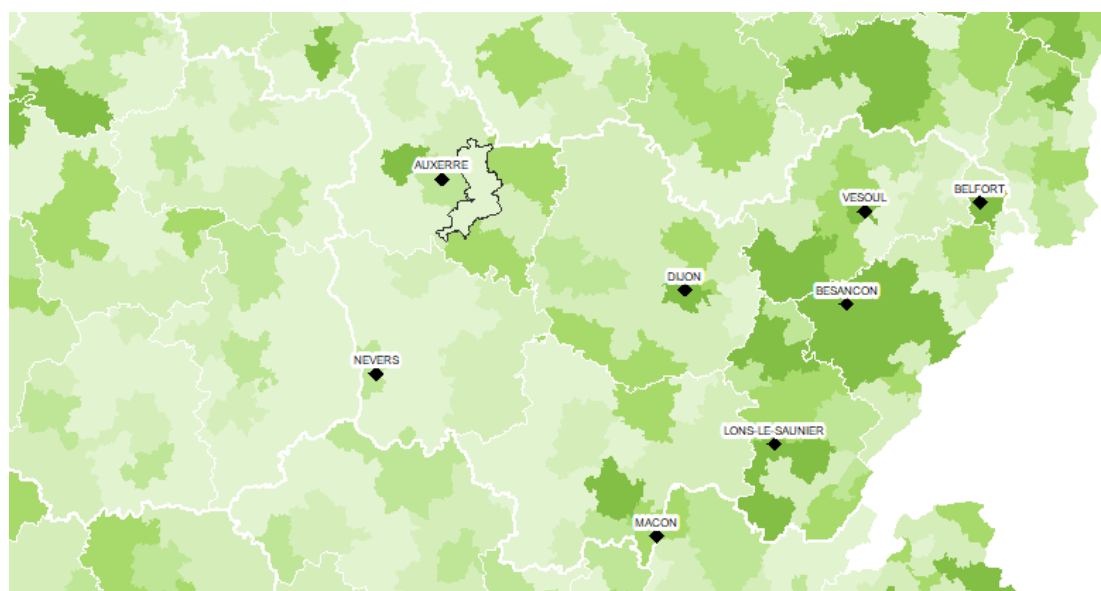 AUXERRE
BELFORT
VESOUL
DIJON
BESANCON
NEVERS
LONS-LE-SAUNIER
MACON